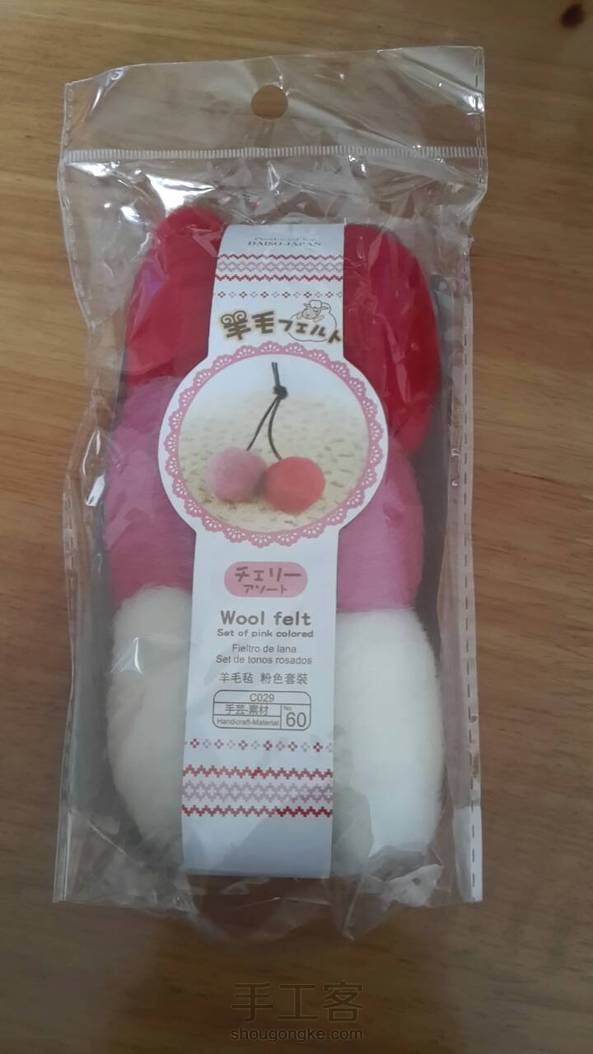 DAISO JAPAN
羊毛フェルト
チェリー
アソート
Wool felt
Set of pink colored
Fieltro de lana
Set de tonos rosados
羊毛毡 粉色套裝
C029
手芸-素材
Handicraft-Material
No.
60
手工客
shougongke.com